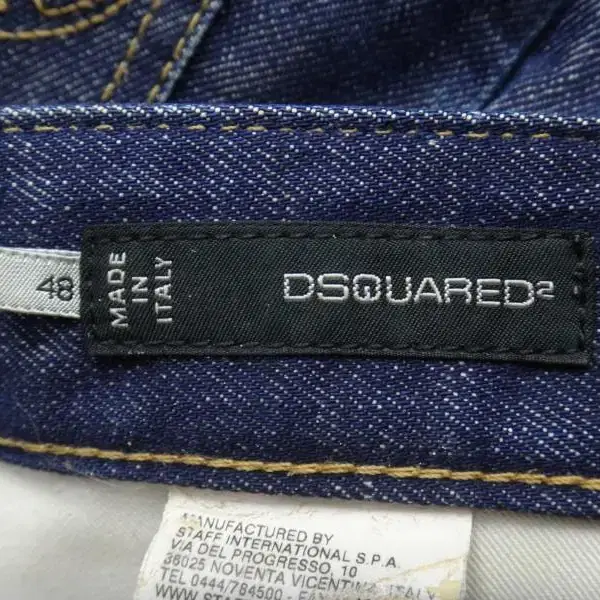 48
MADE
IN
ITALY
DSQUARED²
MANUFACTURED BY
STAFF INTERNATIONAL S.P.A.
VIA DEL PROGRESSO, 10
36025 NOVENTA VICENTINA ITALY
TEL 0444/784500 -